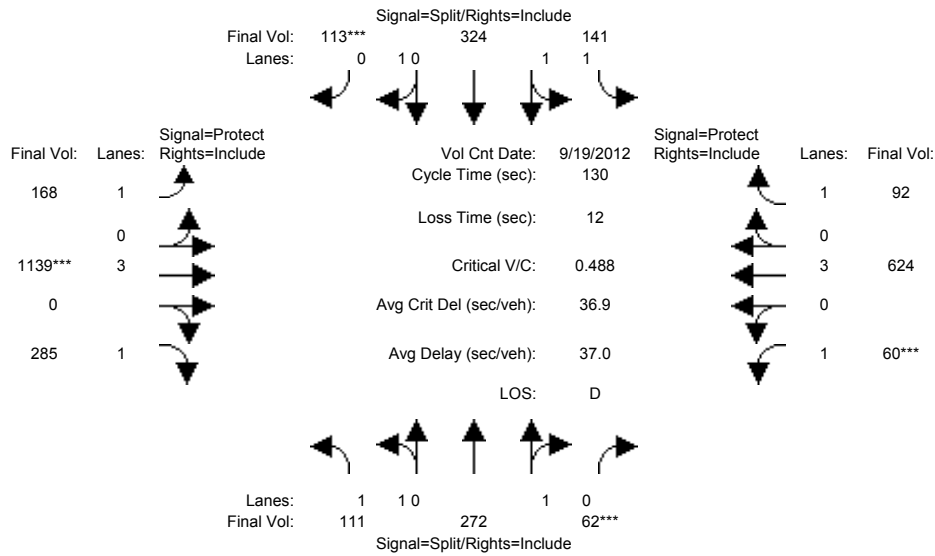 Signal=Split/Rights=Include
Final Vol: 113*** 324 141
Lanes: 0 1 0 1 1
Signal=Protect Signal=Protect
Final Vol: Lanes: Rights=Include Vol Cnt Date: 9/19/2012 Rights=Include Lanes: Final Vol:
Cycle Time (sec): 130
168 1 1 92
Loss Time (sec): 12
0 0
1139*** 3 Critical V/C: 0.488 3 624
0 Avg Crit Del (sec/veh): 36.9 0
285 1 Avg Delay (sec/veh): 37.0 1 60***
LOS: D
Lanes: 1 1 0 1 0
Final Vol: 111 272 62***
Signal=Split/Rights=Include